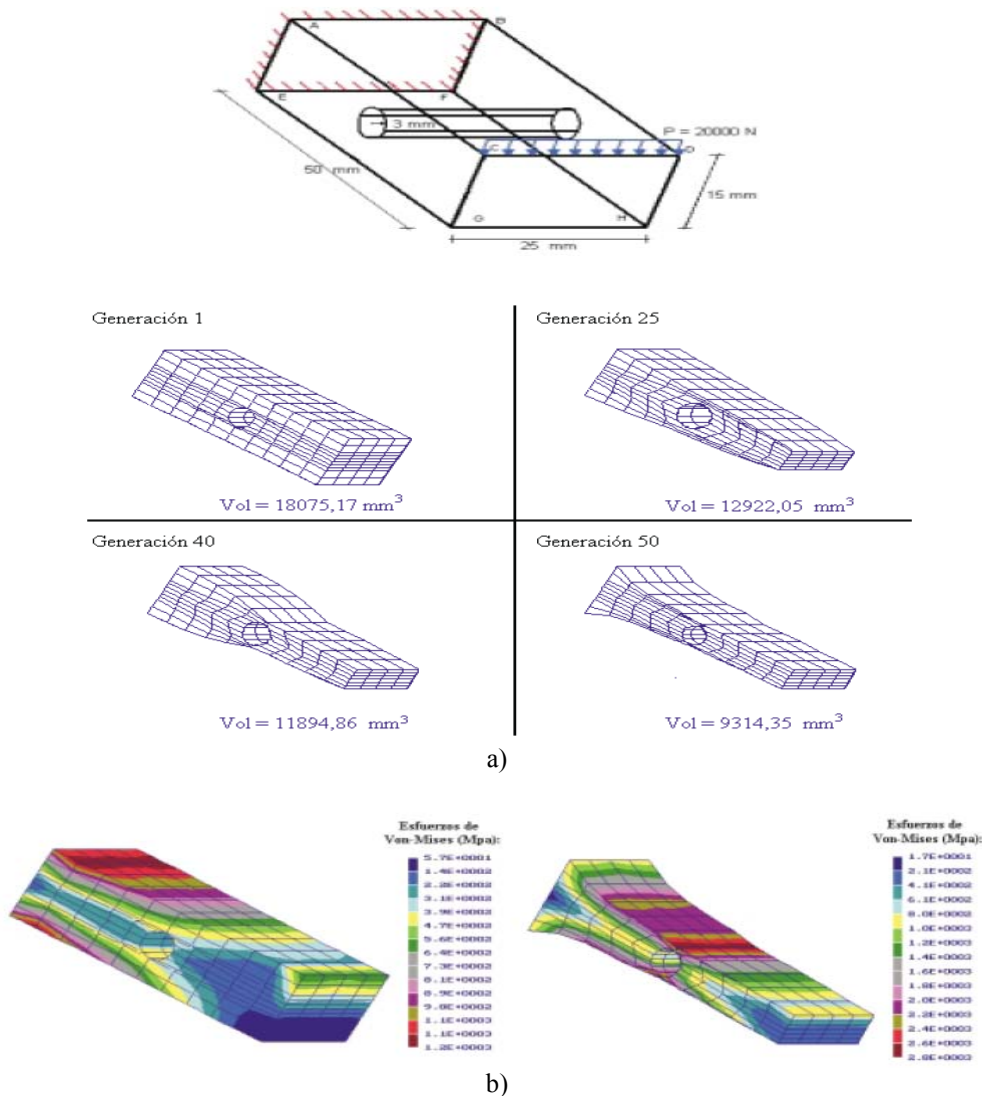 A
B
E
F
3 mm
P = 20000 N
C
D
50 mm
15 mm
G
H
25 mm
Generación 1
Vol = 18075,17 mm3
Generación 25
Vol = 12922,05 mm3
Generación 40
Vol = 11894,86 mm3
Generación 50
Vol = 9314,35 mm3
a)
Esfuerzos de
Von-Mises (Mpa):
5.7E+0001
1.4E+0002
2.2E+0002
3.1E+0002
3.9E+0002
4.7E+0002
5.6E+0002
6.4E+0002
7.3E+0002
8.1E+0002
8.9E+0002
9.8E+0002
1.1E+0003
1.1E+0003
1.2E+0003
Esfuerzos de
Von-Mises (Mpa):
1.7E+0001
2.1E+0002
4.1E+0002
6.1E+0002
8.0E+0002
1.0E+0003
1.2E+0003
1.4E+0003
1.6E+0003
1.8E+0003
2.0E+0003
2.2E+0003
2.4E+0003
2.6E+0003
2.8E+0003
b)